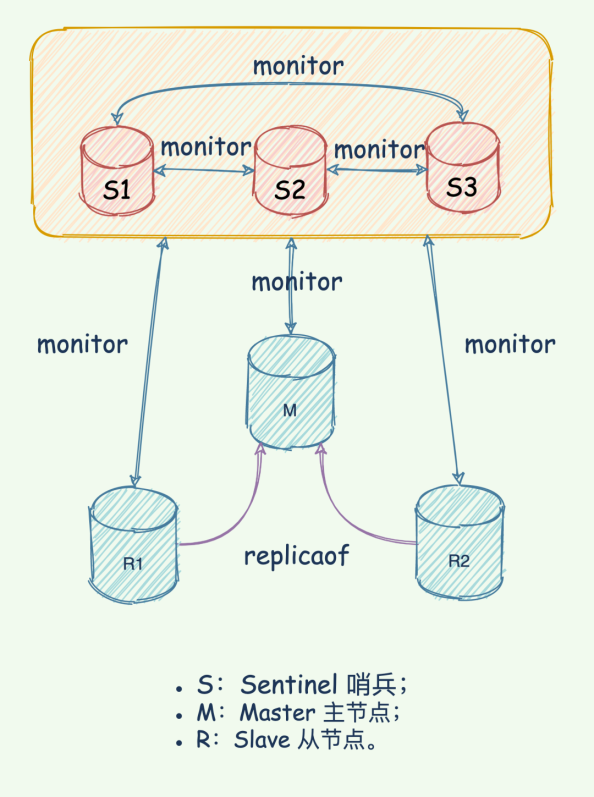 monitor
monitor
monitor
S1
S2
S3
monitor
monitor
monitor
M
R1
R2
replicaof
• S：Sentinel 哨兵；
• M：Master 主节点；
• R：Slave 从节点。